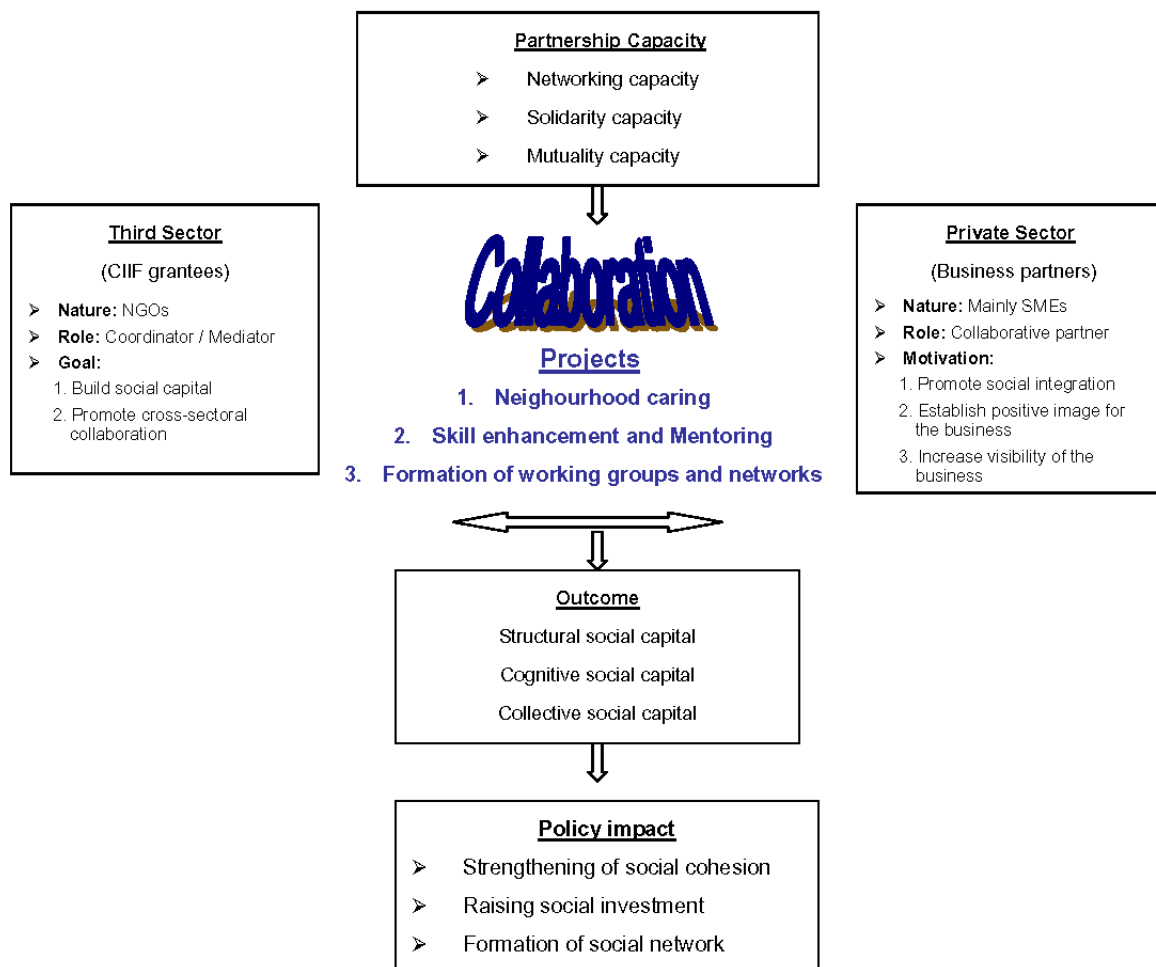 Partnership Capacity
➢ Networking capacity
➢ Solidarity capacity
➢ Mutuality capacity
Third Sector
(CIIF grantees)
➢ Nature: NGOs
➢ Role: Coordinator / Mediator
➢ Goal:
1. Build social capital
2. Promote cross-sectoral
collaboration
Collaboration
Projects
1. Neighourhood caring
2. Skill enhancement and Mentoring
3. Formation of working groups and networks
Private Sector
(Business partners)
➢ Nature: Mainly SMEs
➢ Role: Collaborative partner
➢ Motivation:
1. Promote social integration
2. Establish positive image for
the business
3. Increase visibility of the
business
Outcome
Structural social capital
Cognitive social capital
Collective social capital
Policy impact
➢ Strengthening of social cohesion
➢ Raising social investment
➢ Formation of social network